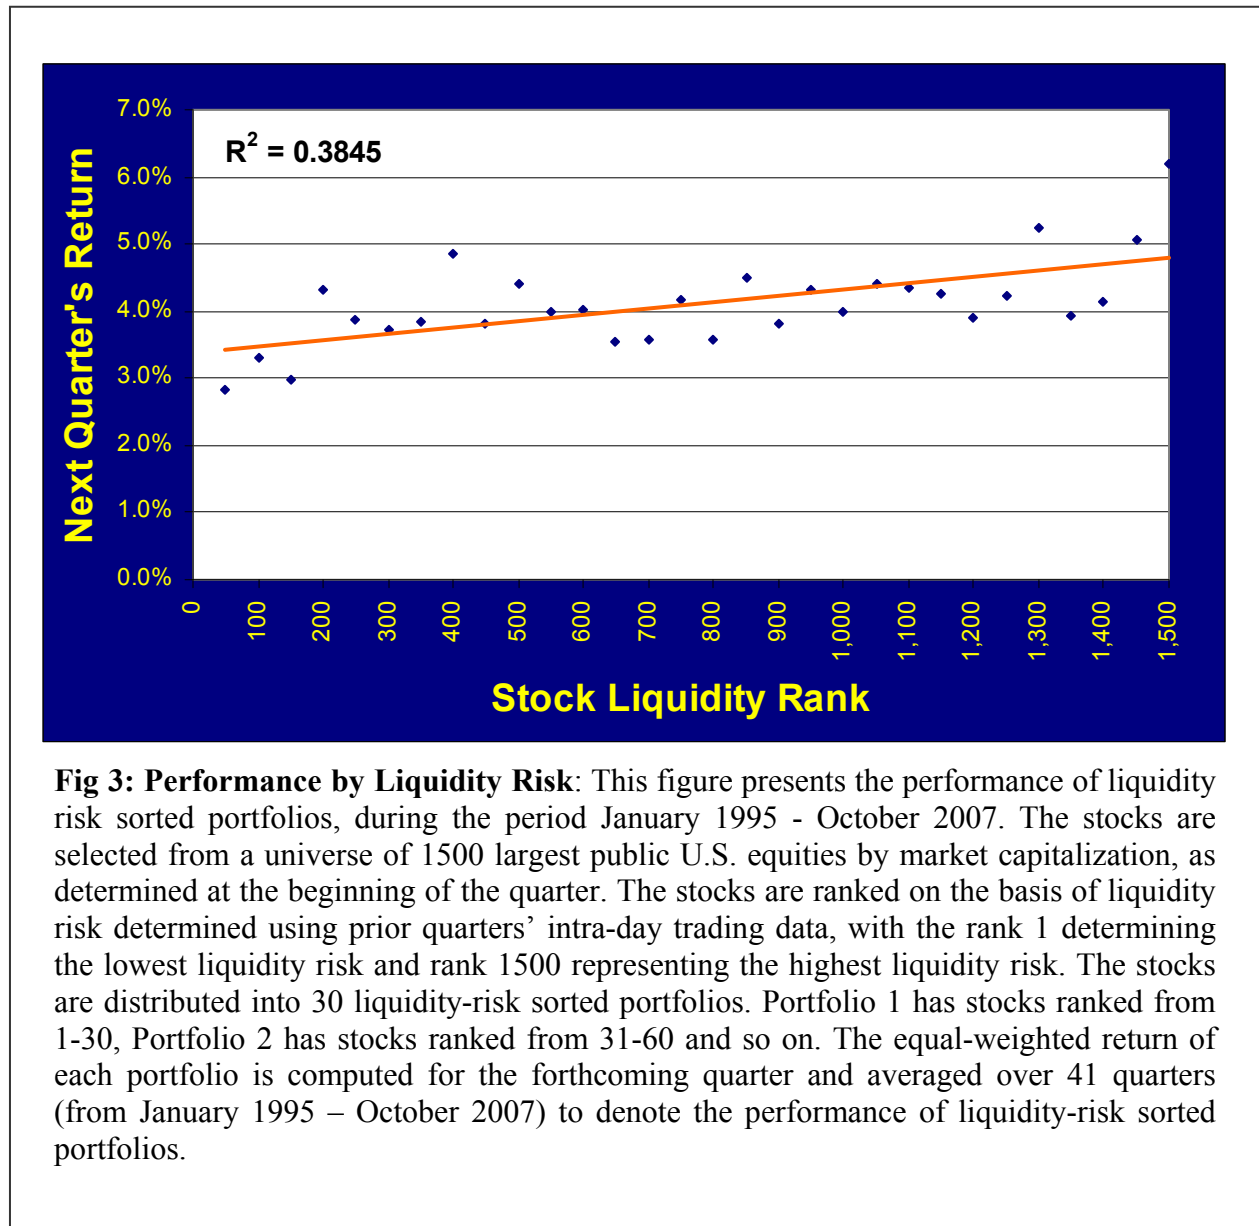 7.0%
R² = 0.3845
6.0%
5.0%
4.0%
3.0%
2.0%
1.0%
0.0%
Next Quarter's Return
0 100 200 300 400 500 600 700 800 900 1,000 1,100 1,200 1,300 1,400 1,500
Stock Liquidity Rank
Fig 3: Performance by Liquidity Risk: This figure presents the performance of liquidity
risk sorted portfolios, during the period January 1995 - October 2007. The stocks are
selected from a universe of 1500 largest public U.S. equities by market capitalization, as
determined at the beginning of the quarter. The stocks are ranked on the basis of liquidity
risk determined using prior quarters’ intra-day trading data, with the rank 1 determining
the lowest liquidity risk and rank 1500 representing the highest liquidity risk. The stocks
are distributed into 30 liquidity-risk sorted portfolios. Portfolio 1 has stocks ranked from
1-30, Portfolio 2 has stocks ranked from 31-60 and so on. The equal-weighted return of
each portfolio is computed for the forthcoming quarter and averaged over 41 quarters
(from January 1995 – October 2007) to denote the performance of liquidity-risk sorted
portfolios.